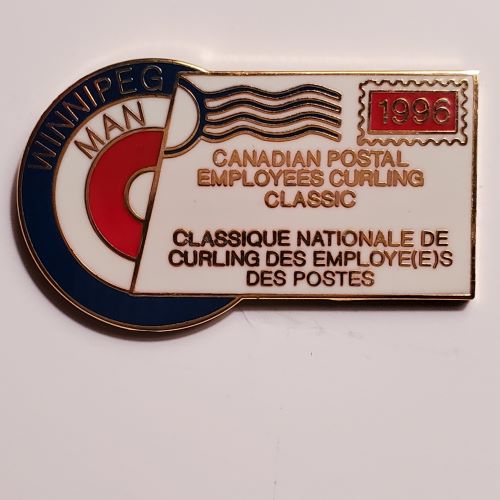 WINNIPEG
MAN
1996
CANADIAN POSTAL
EMPLOYEES CURLING
CLASSIC
CLASSIQUE NATIONALE DE
CURLING DES EMPLOYE(E)S
DES POSTES